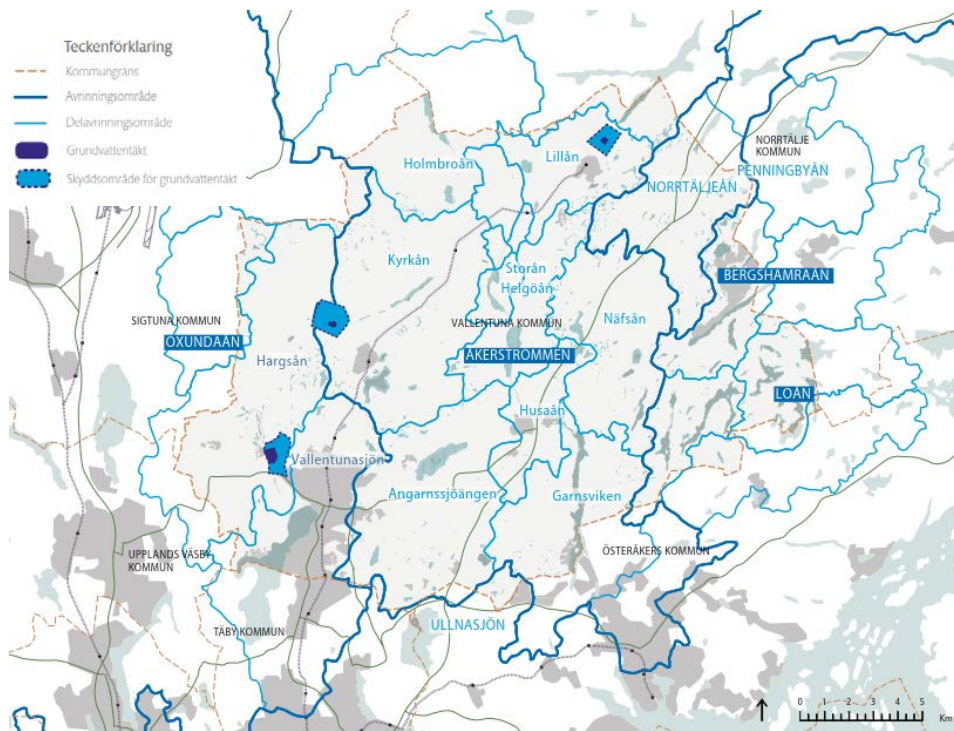 Teckenförklaring
Kommungräns
Avrinningsområde
Delavrinningsområde
Grundvattentäkt
Skyddsområde för grundvattentäkt
Holmbroån
Lillån
NORRTÄLJE
KOMMUN
PENNINGBYÅN
NORRTÄLJEÅN
Kyrkån
Storån
Helgöån
BERGSHAMRAÅN
SIGTUNA KOMMUN
VALLENTUNA KOMMUN
Näfsån
OXUNDAÅN
Hargsån
ÅKERSTRÖMMEN
LOÅN
Husaån
Vallentunasjön
Angarnssjöängen
Garnsviken
UPPLANDS VÄSBY
KOMMUN
ÖSTERÅKERS KOMMUN
TÄBY KOMMUN
ULLNASJÖN
0 1 2 3 4 5
Km